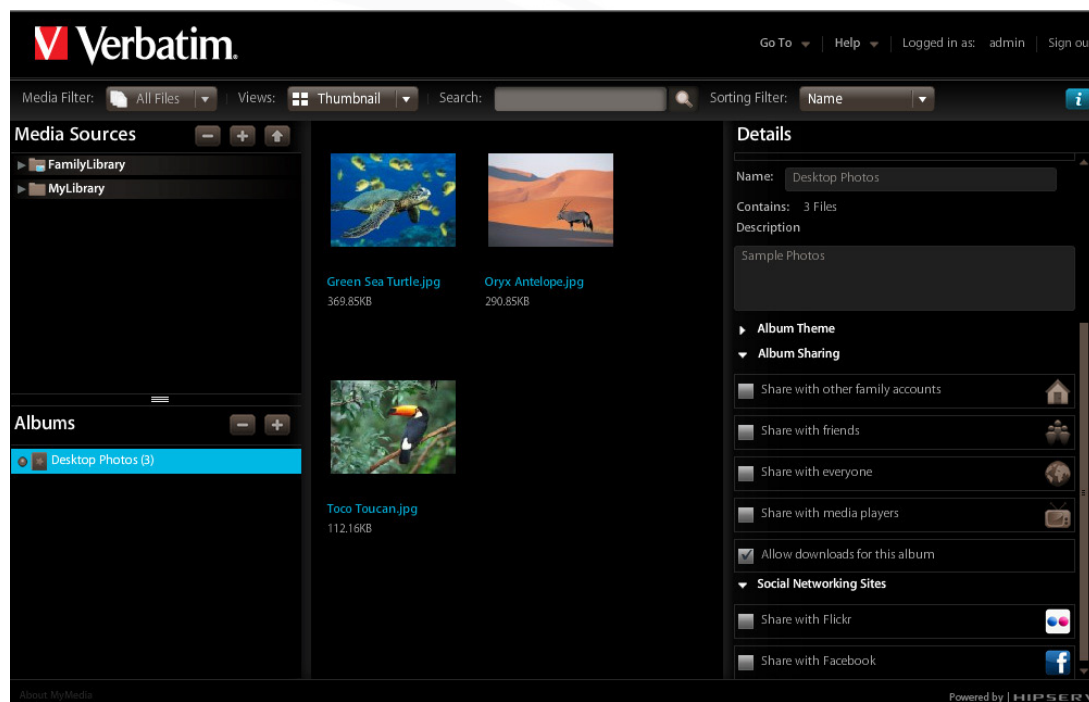 Verbatim.
Go To Help Logged in as: admin Sign ou
Media Filter: All Files Views: Thumbnail Search: Sorting Filter: Name i
Media Sources
FamilyLibrary
MyLibrary
Albums
Desktop Photos (3)
Green Sea Turtle.jpg
369.85KB
Oryx Antelope.jpg
290.85KB
Toco Toucan.jpg
112.16KB
Details
Name: Desktop Photos
Contains: 3 Files
Description
Sample Photos
Album Theme
Album Sharing
Share with other family accounts
Share with friends
Share with everyone
Share with media players
Allow downloads for this album
Social Networking Sites
Share with Flickr
Share with Facebook
About MyMedia
Powered by | HIPSERV